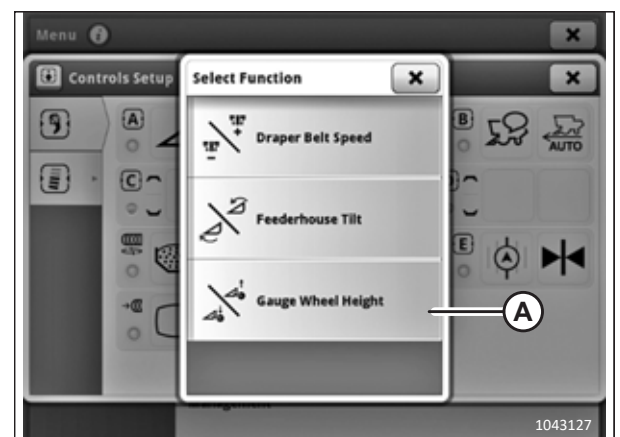 Menu
Controls Setup
Select Function
A
B
AUTO
Draper Belt Speed
C
Feederhouse Tilt
E
Gauge Wheel Height
A
1043127